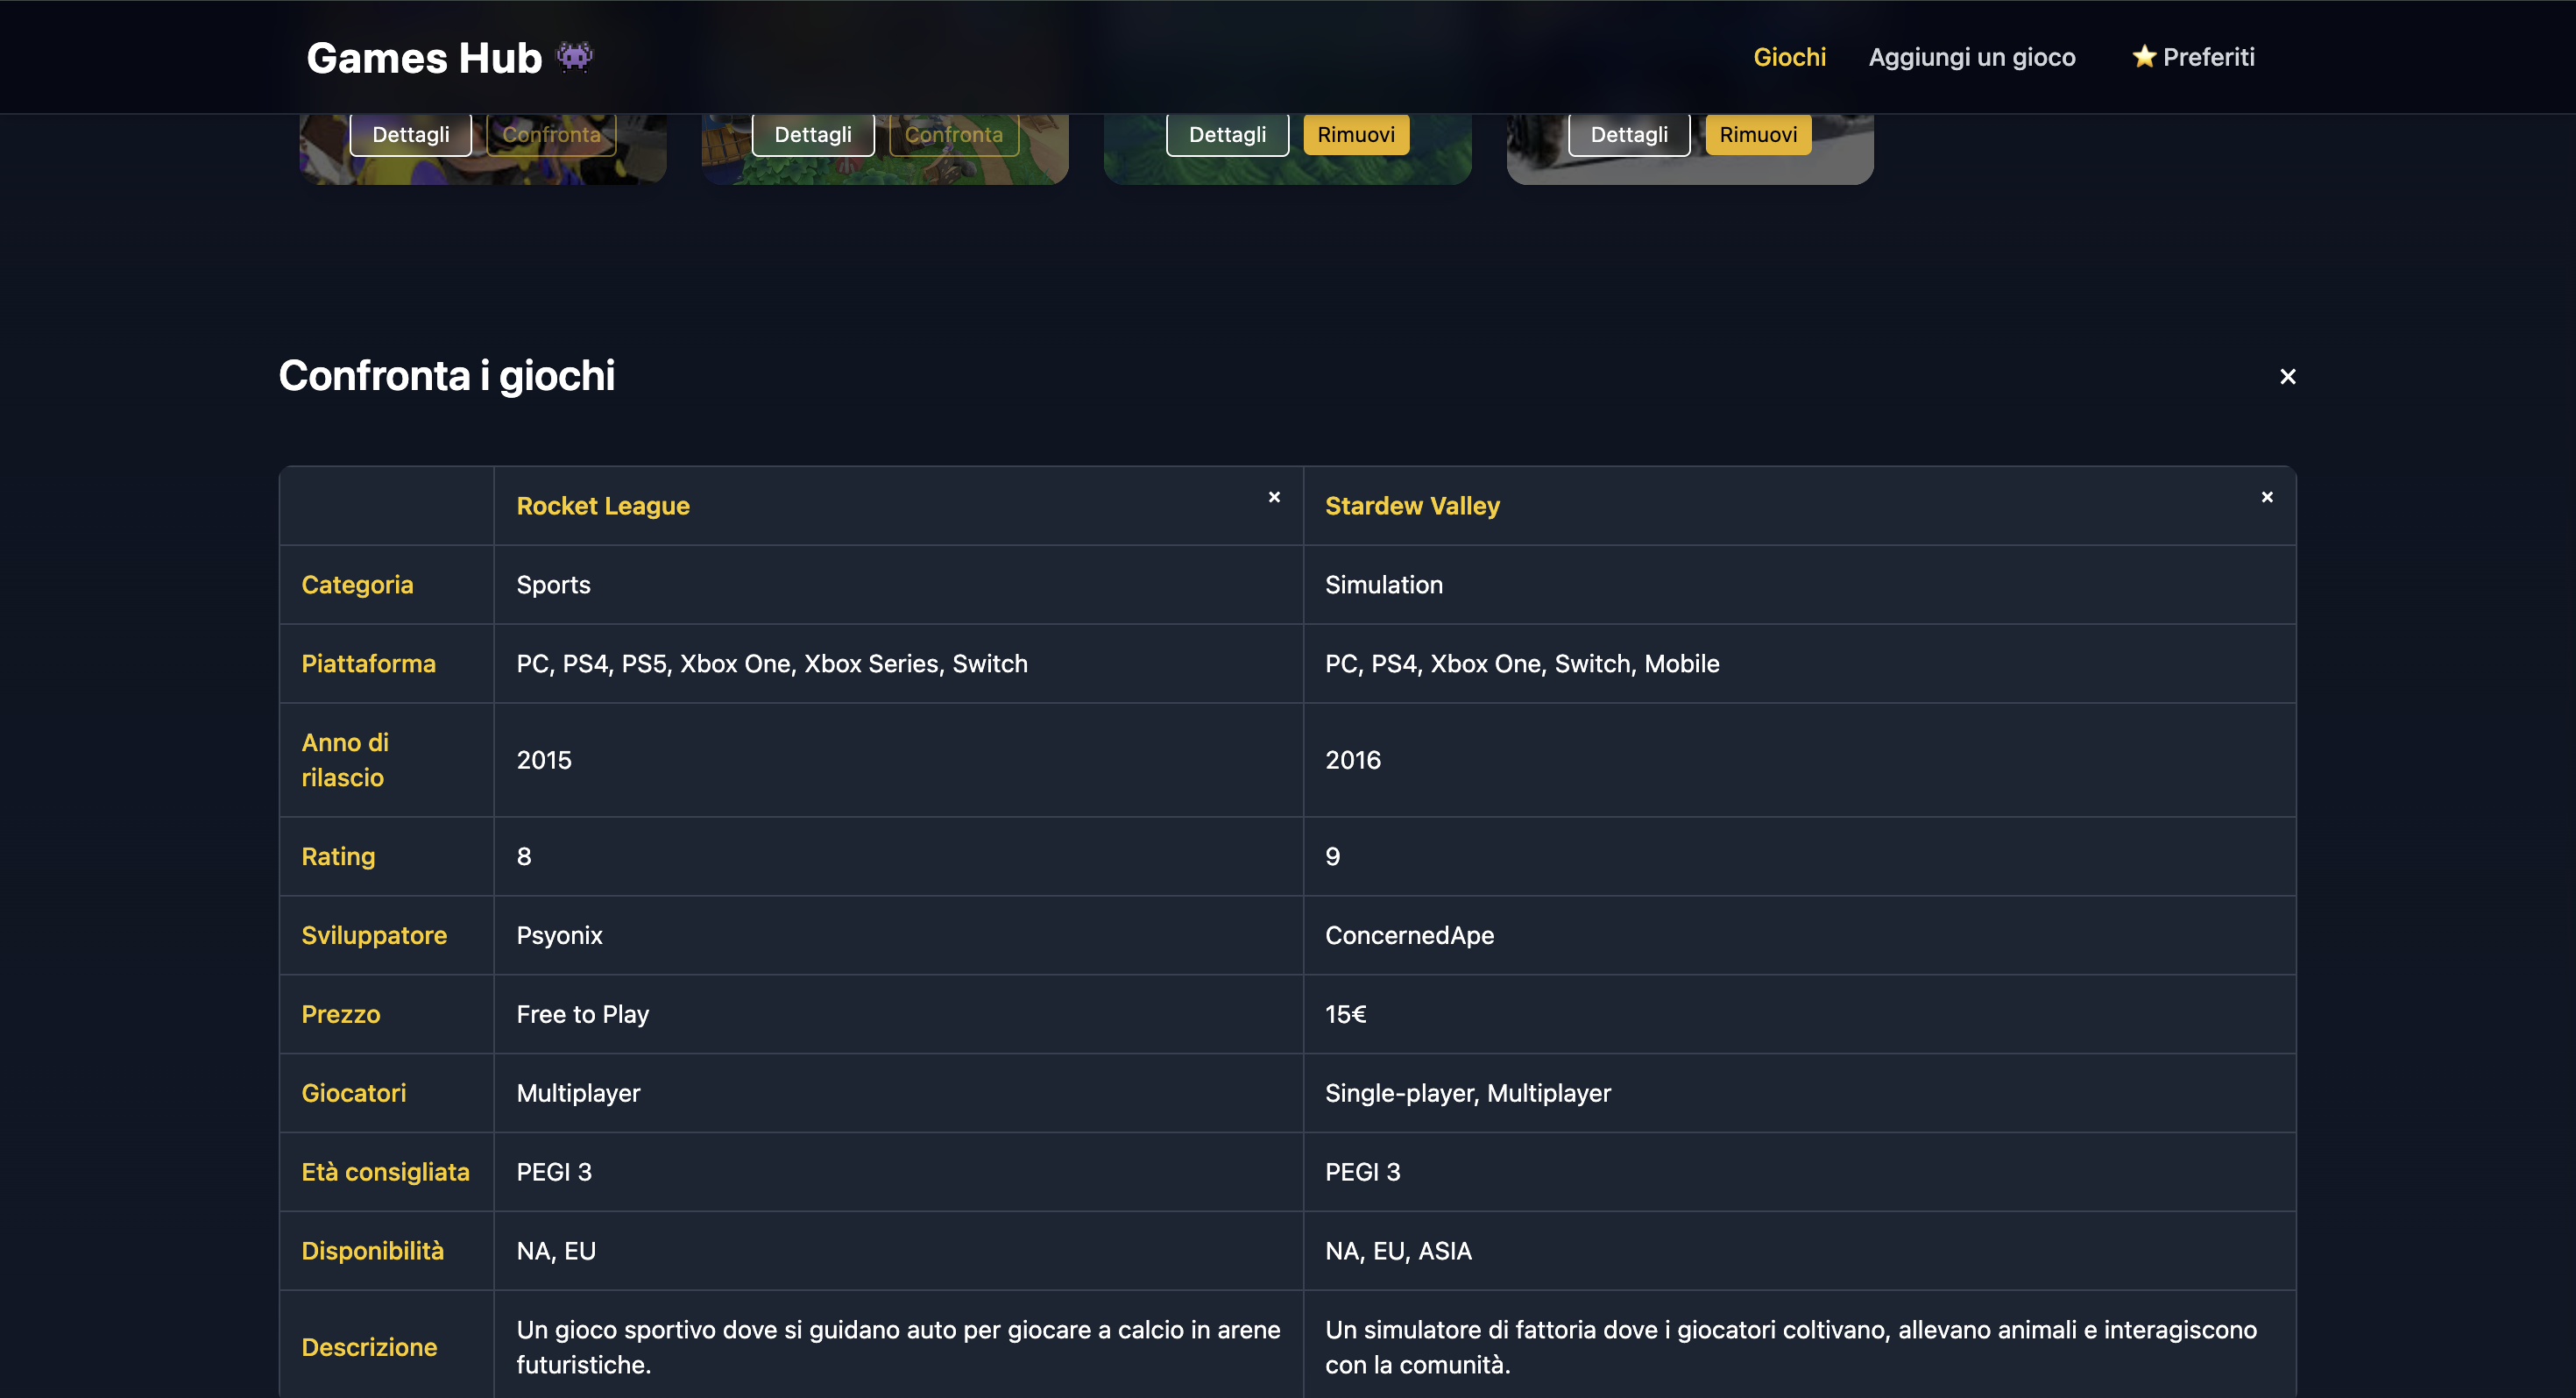 Games Hub
Giochi Aggiungi un gioco ⭐ Preferiti
Dettagli Confronta Dettagli Confronta Dettagli Rimuovi Dettagli Rimuovi
Confronta i giochi ×
Rocket League × Stardew Valley ×
Categoria Sports Simulation
Piattaforma PC, PS4, PS5, Xbox One, Xbox Series, Switch PC, PS4, Xbox One, Switch, Mobile
Anno di
rilascio 2015 2016
Rating 8 9
Sviluppatore Psyonix ConcernedApe
Prezzo Free to Play 15€
Giocatori Multiplayer Single-player, Multiplayer
Età consigliata PEGI 3 PEGI 3
Disponibilità NA, EU NA, EU, ASIA
Descrizione
Un gioco sportivo dove si guidano auto per giocare a calcio in arene
futuristiche.
Un simulatore di fattoria dove i giocatori coltivano, allevano animali e interagiscono
con la comunità.